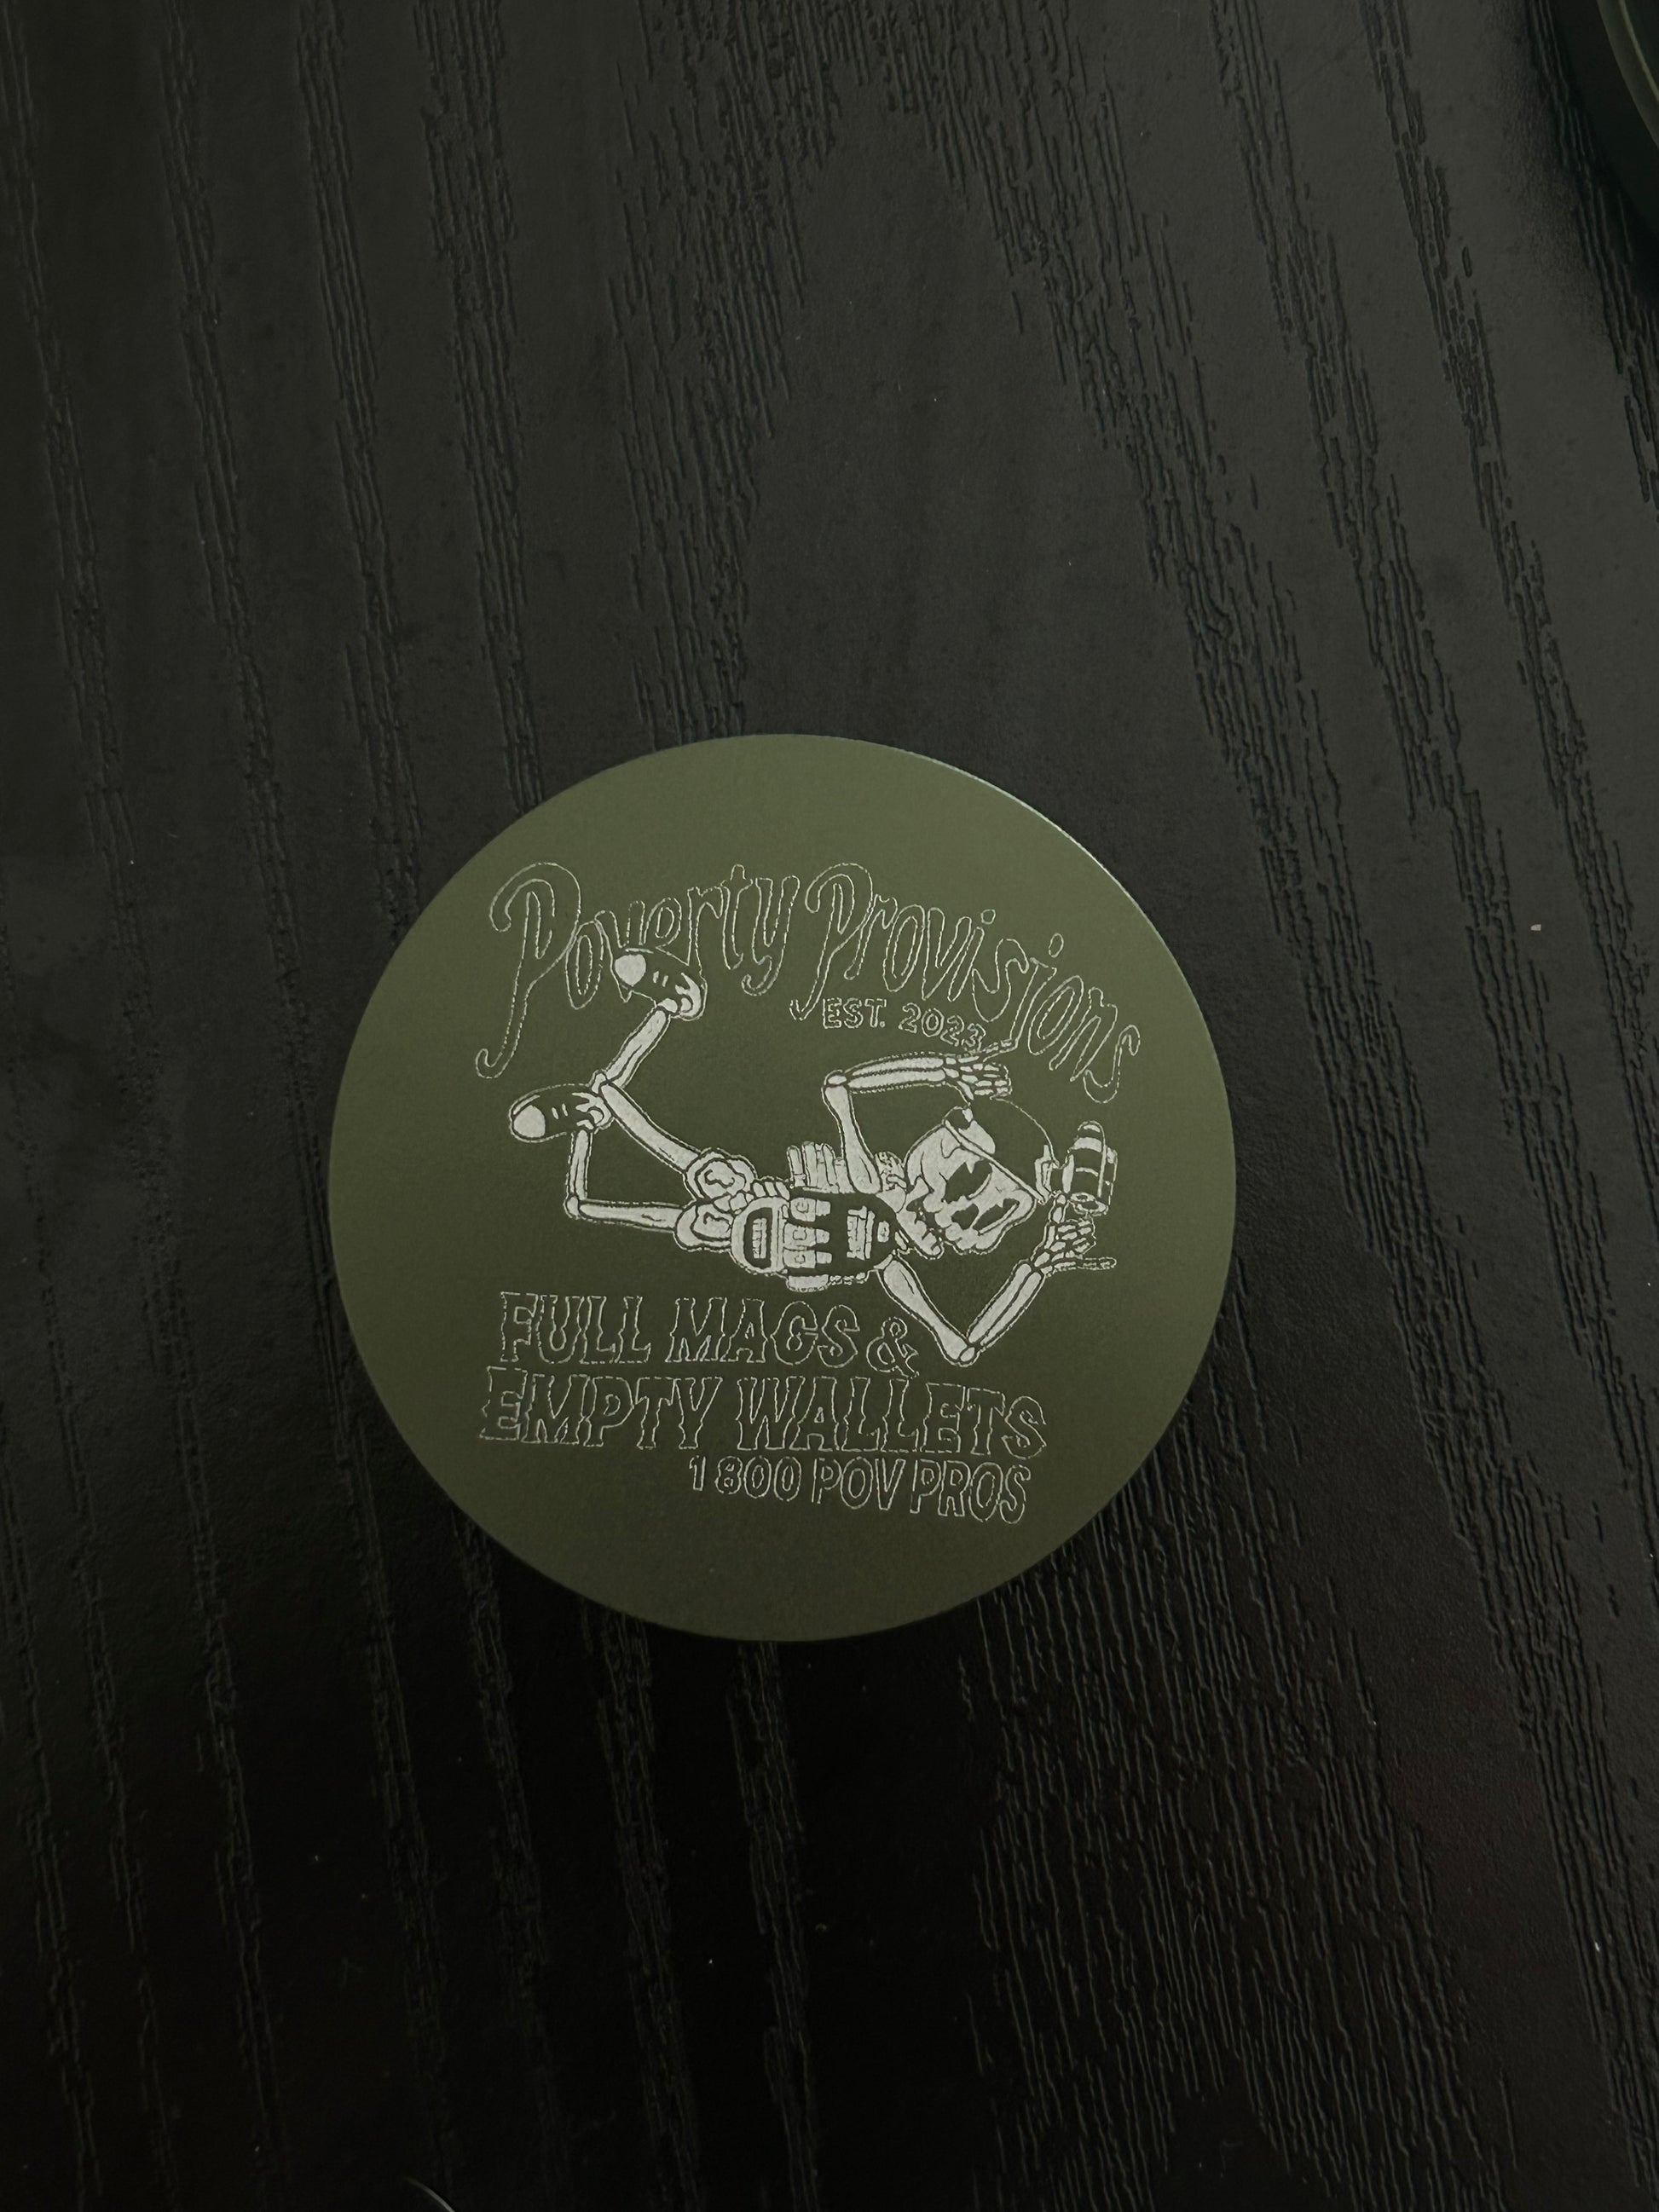 Poverty Provisions
EST. 2023
FULL MAGS &
EMPTY WALLETS
1 800 POV PROS